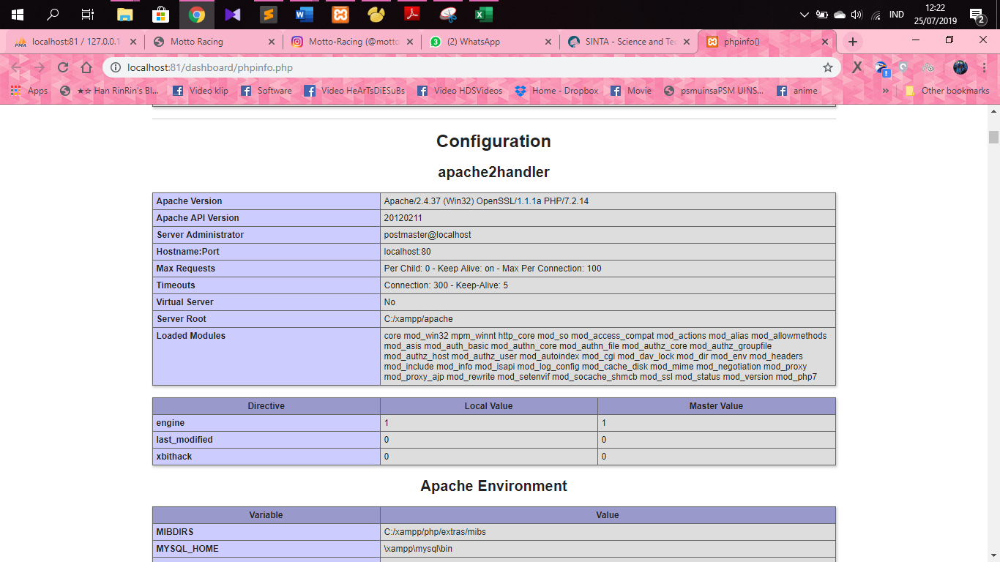 12:22
IND
25/07/2019
2
localhost:81 / 127.0.0.1
Motto Racing
Motto-Racing (@motto
(2) WhatsApp
SINTA - Science and Tec
phpinfo()
localhost:81/dashboard/phpinfo.php
Apps
★☆ Han RinRin's Bl...
Video klip
Software
Video HeArTsDiESuBs
Video HDSVideos
Home - Dropbox
Movie
psmuinsaPSM UINS...
anime
»
Other bookmarks
Configuration
apache2handler
Apache Version Apache/2.4.37 (Win32) OpenSSL/1.1.1a PHP/7.2.14
Apache API Version 20120211
Server Administrator postmaster@localhost
Hostname:Port localhost:80
Max Requests Per Child: 0 - Keep Alive: on - Max Per Connection: 100
Timeouts Connection: 300 - Keep-Alive: 5
Virtual Server No
Server Root C:/xampp/apache
Loaded Modules core mod_win32 mpm_winnt http_core mod_so mod_access_compat mod_actions mod_alias mod_allowmethods
mod_asis mod_auth_basic mod_authn_core mod_authn_file mod_authz_core mod_authz_groupfile
mod_authz_host mod_authz_user mod_autoindex mod_cgi mod_dav_lock mod_dir mod_env mod_headers
mod_include mod_info mod_isapi mod_log_config mod_cache_disk mod_mime mod_negotiation mod_proxy
mod_proxy_ajp mod_rewrite mod_setenvif mod_socache_shmcb mod_ssl mod_status mod_version mod_php7
Directive Local Value Master Value
engine 1 1
last_modified 0 0
xbithack 0 0
Apache Environment
Variable Value
MIBDIRS C:/xampp/php/extras/mibs
MYSQL_HOME \xampp\mysql\bin